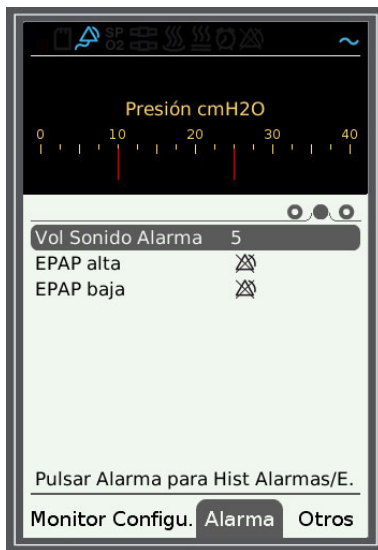 SP
O2
Presión cmH2O
0 10 20 30 40
Vol Sonido Alarma 5
EPAP alta
EPAP baja
Pulsar Alarma para Hist Alarmas/E.
Monitor Configu. Alarma Otros